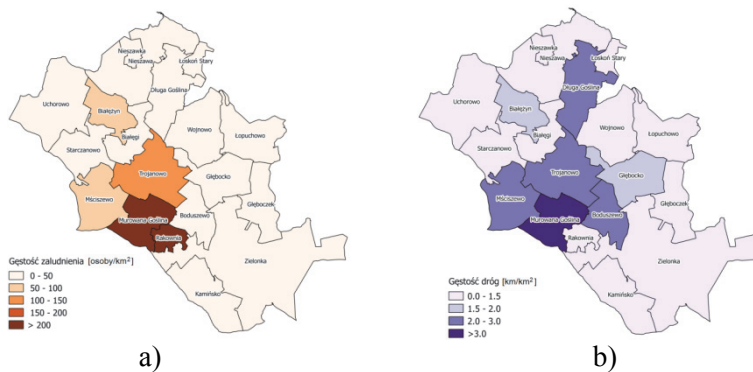 Nieszawka
Nieszawa
Łoskoń Stary
Długa Goślina
Uchorowo
Białężyn
Białęgi
Wojnowo
Łopuchowo
Starczanowo
Trojanowo
Głębocko
Mściszewo
Głęboczek
Murowana Goślina
Boduszewo
Rakownia
Zielonka
Kamińsko
Gęstość zaludnienia [osoby/km²]
0 - 50
50 - 100
100 - 150
150 - 200
> 200
a)
Nieszawka
Nieszawa
Łoskoń Stary
Długa Goślina
Uchorowo
Białężyn
Białęgi
Wojnowo
Łopuchowo
Starczanowo
Trojanowo
Głębocko
Mściszewo
Głęboczek
Murowana Goślina
Boduszewo
Rakownia
Zielonka
Kamińsko
Gęstość dróg [km/km²]
0.0 - 1.5
1.5 - 2.0
2.0 - 3.0
>3.0
b)